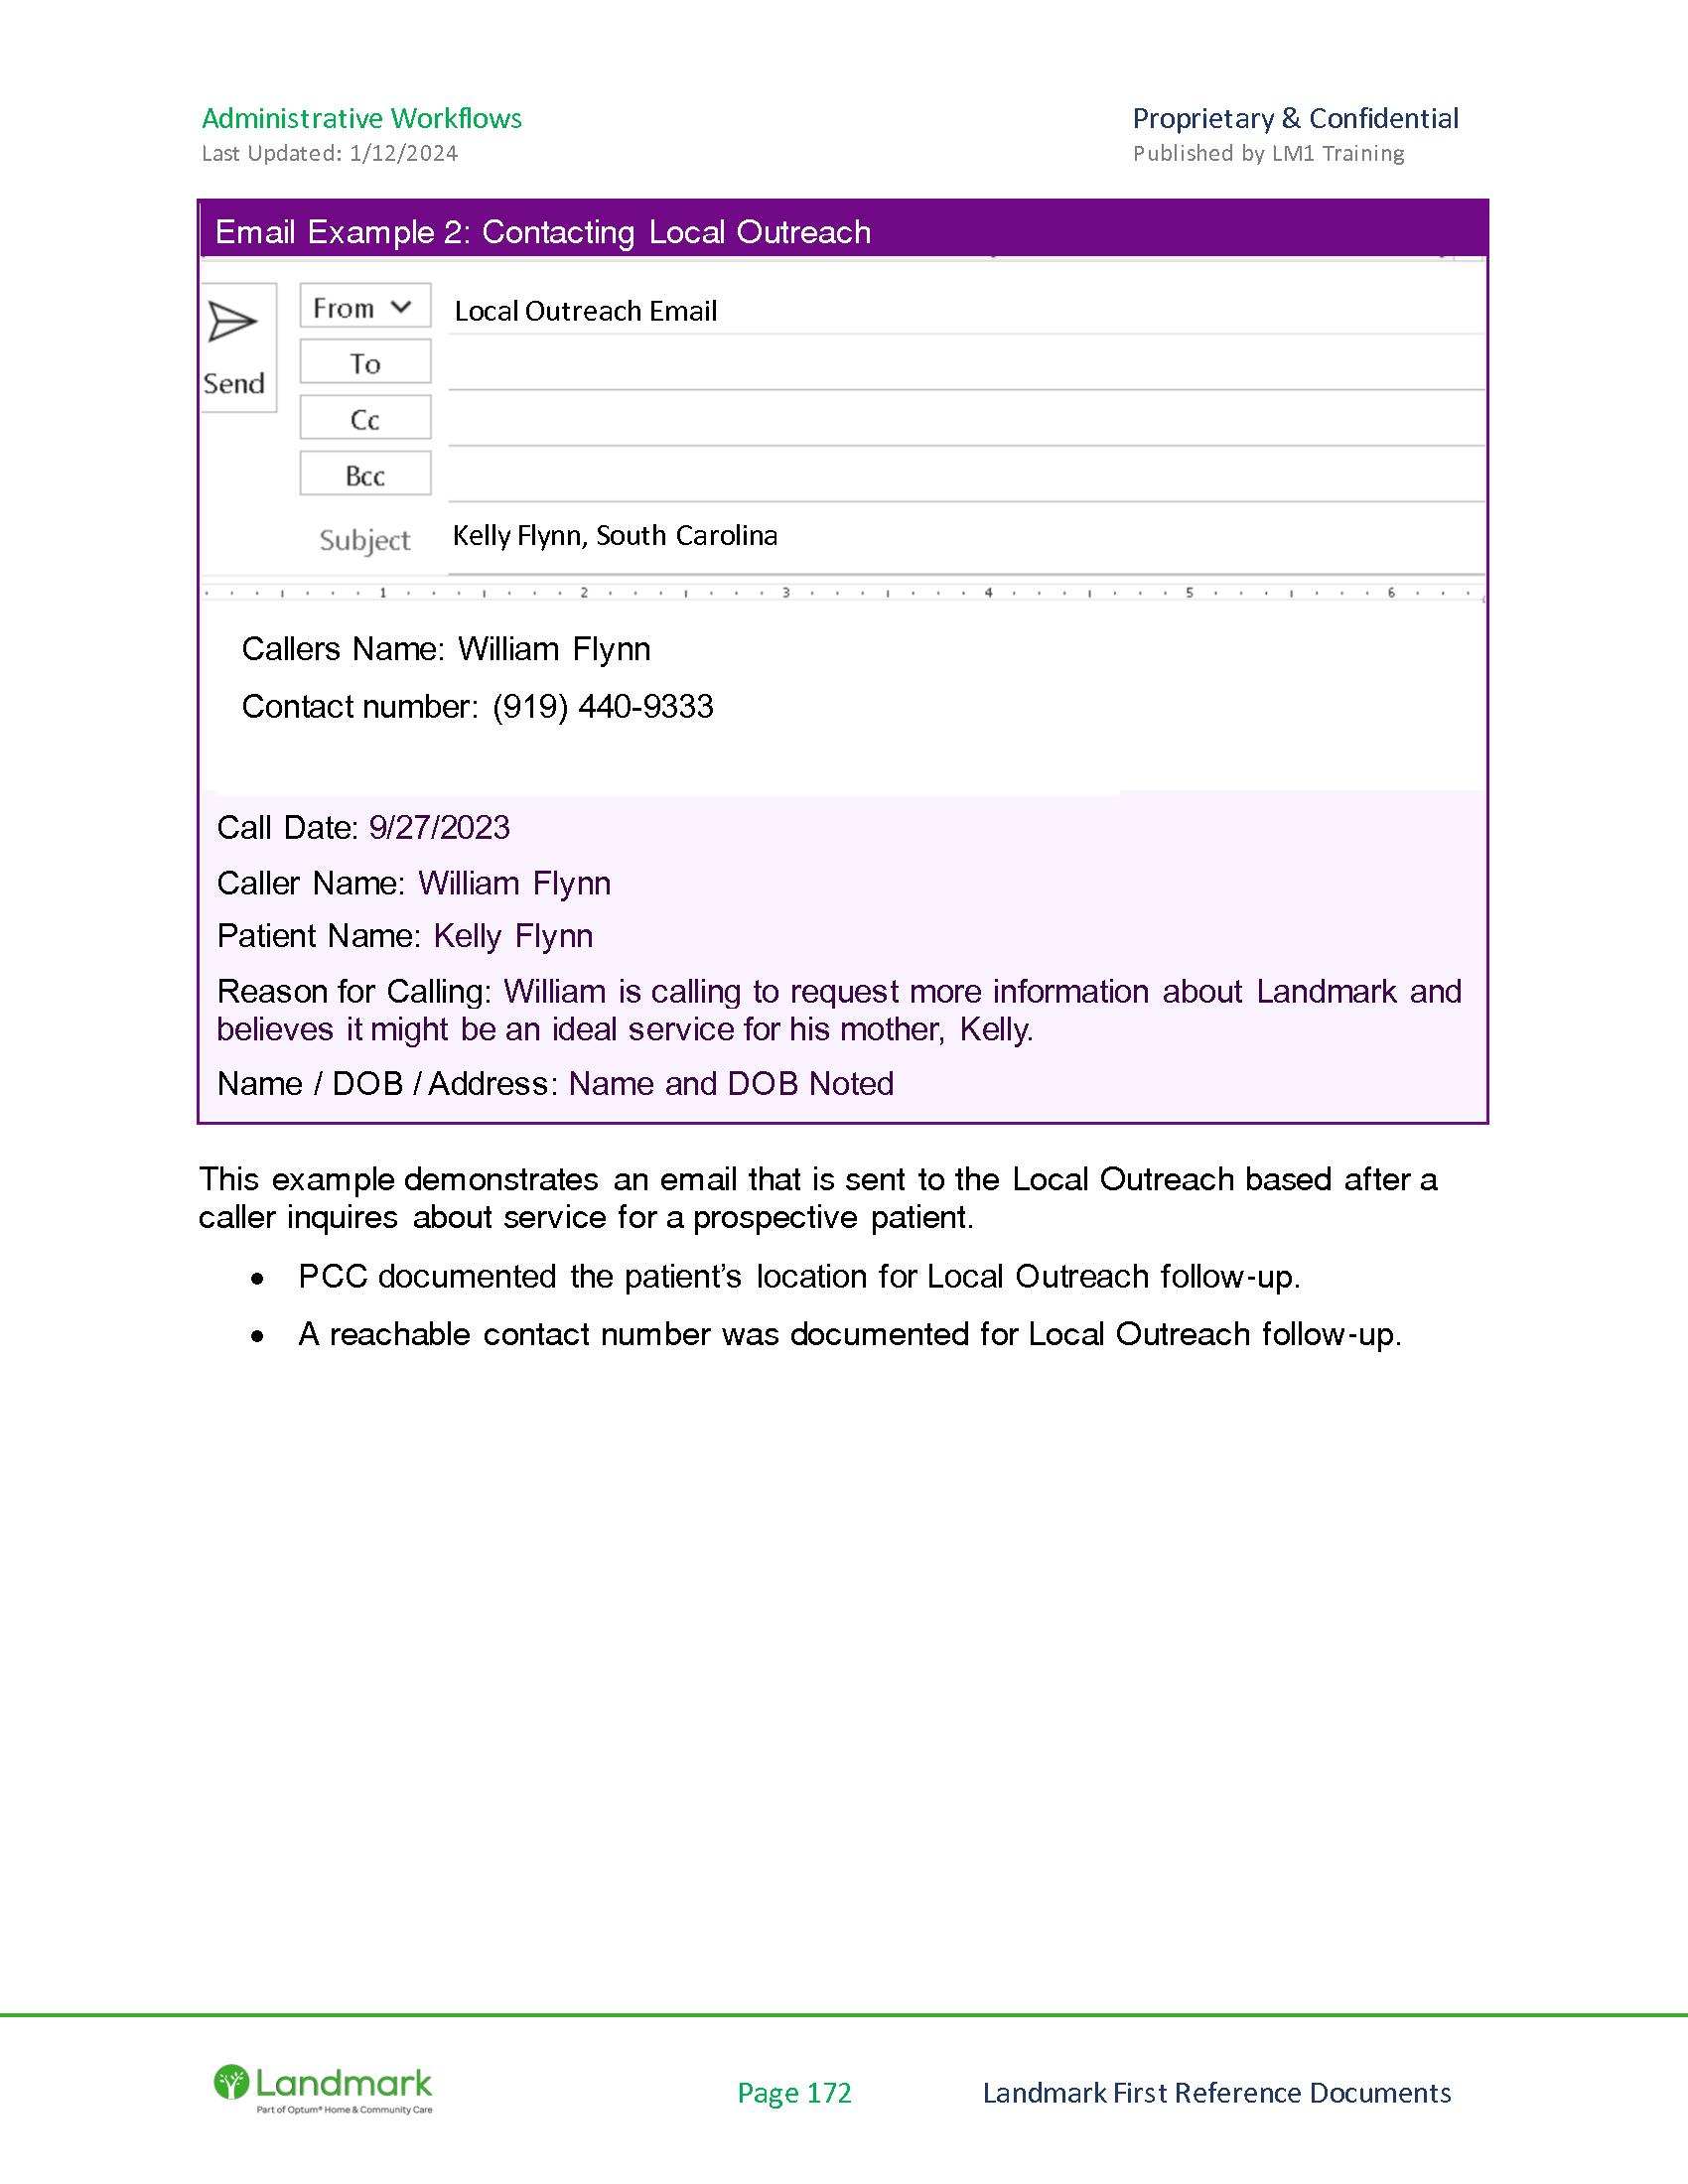 Administrative Workflows
Proprietary & Confidential
Last Updated: 1/12/2024
Published by LM1 Training
Email Example 2: Contacting Local Outreach
From
Local Outreach Email
To
Send
Cc
Bcc
Subject
Kelly Flynn, South Carolina
1 2 3 4 5 6
Callers Name: William Flynn
Contact number: (919) 440-9333
Call Date: 9/27/2023
Caller Name: William Flynn
Patient Name: Kelly Flynn
Reason for Calling: William is calling to request more information about Landmark and
believes it might be an ideal service for his mother, Kelly.
Name / DOB / Address: Name and DOB Noted
This example demonstrates an email that is sent to the Local Outreach based after a
caller inquires about service for a prospective patient.
• PCC documented the patient’s location for Local Outreach follow-up.
• A reachable contact number was documented for Local Outreach follow-up.
Landmark
Part of Optum® Home & Community Care
Page 172
Landmark First Reference Documents